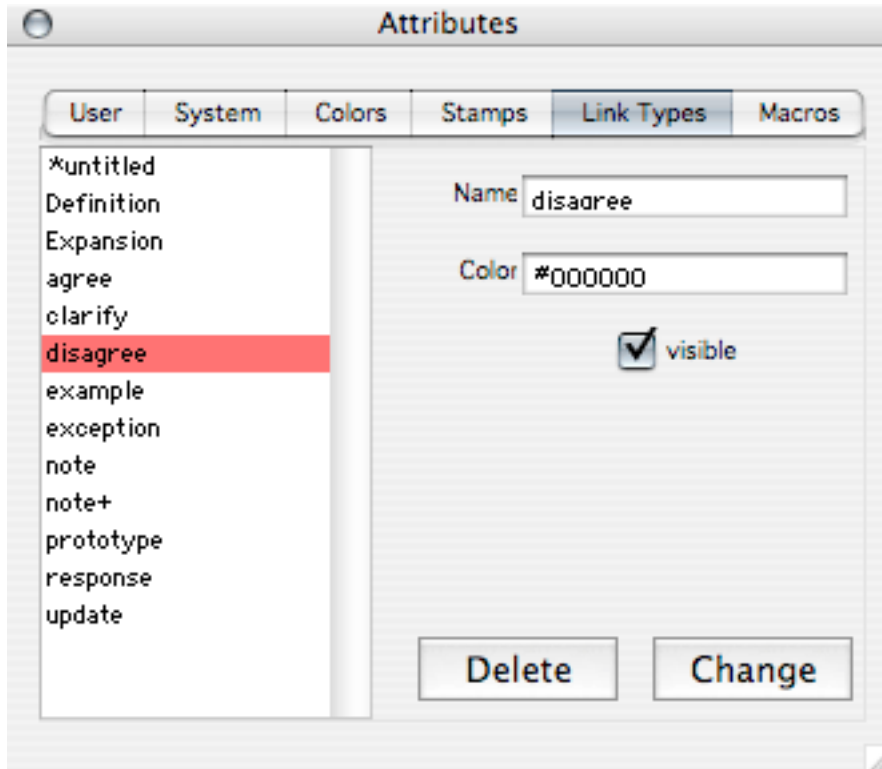 Attributes
User System Colors Stamps Link Types Macros
*untitled
Definition
Expansion
agree
clarify
disagree
example
exception
note
note+
prototype
response
update
Name disagree
Color #000000
visible
Delete Change